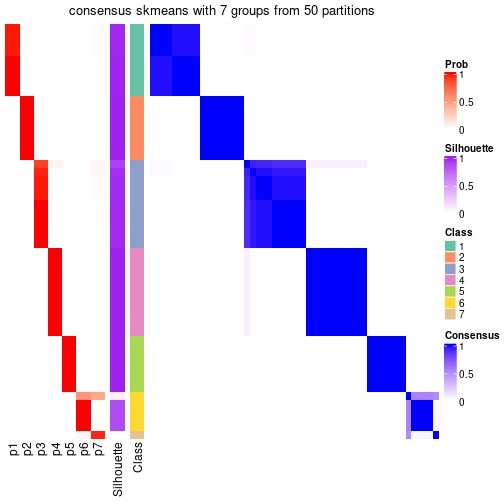 consensus skmeans with 7 groups from 50 partitions
Prob
1
0.5
0
Silhouette
1
0.5
0
Class
1
2
3
4
5
6
7
Consensus
1
0.5
0
p1
p2
p3
p4
p5
p6
p7
Silhouette
Class